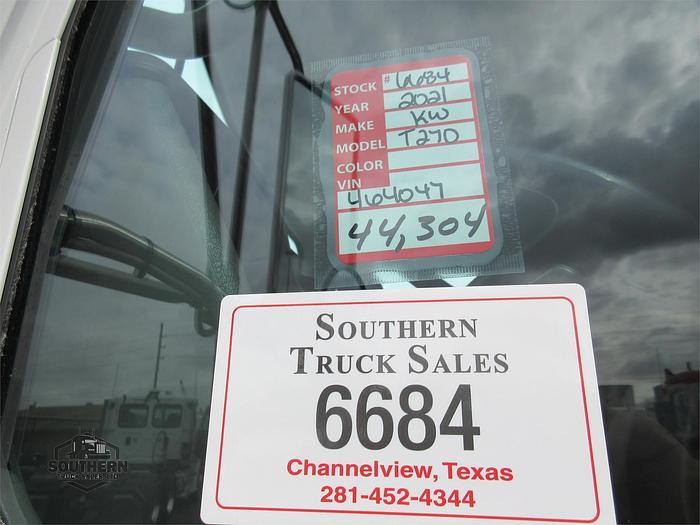 STOCK # 6684
YEAR 2021
MAKE KW
MODEL T270
COLOR
VIN
464047
44,304
SOUTHERN
TRUCK SALES
6684
Channelview, Texas
281-452-4344
SOUTHERN